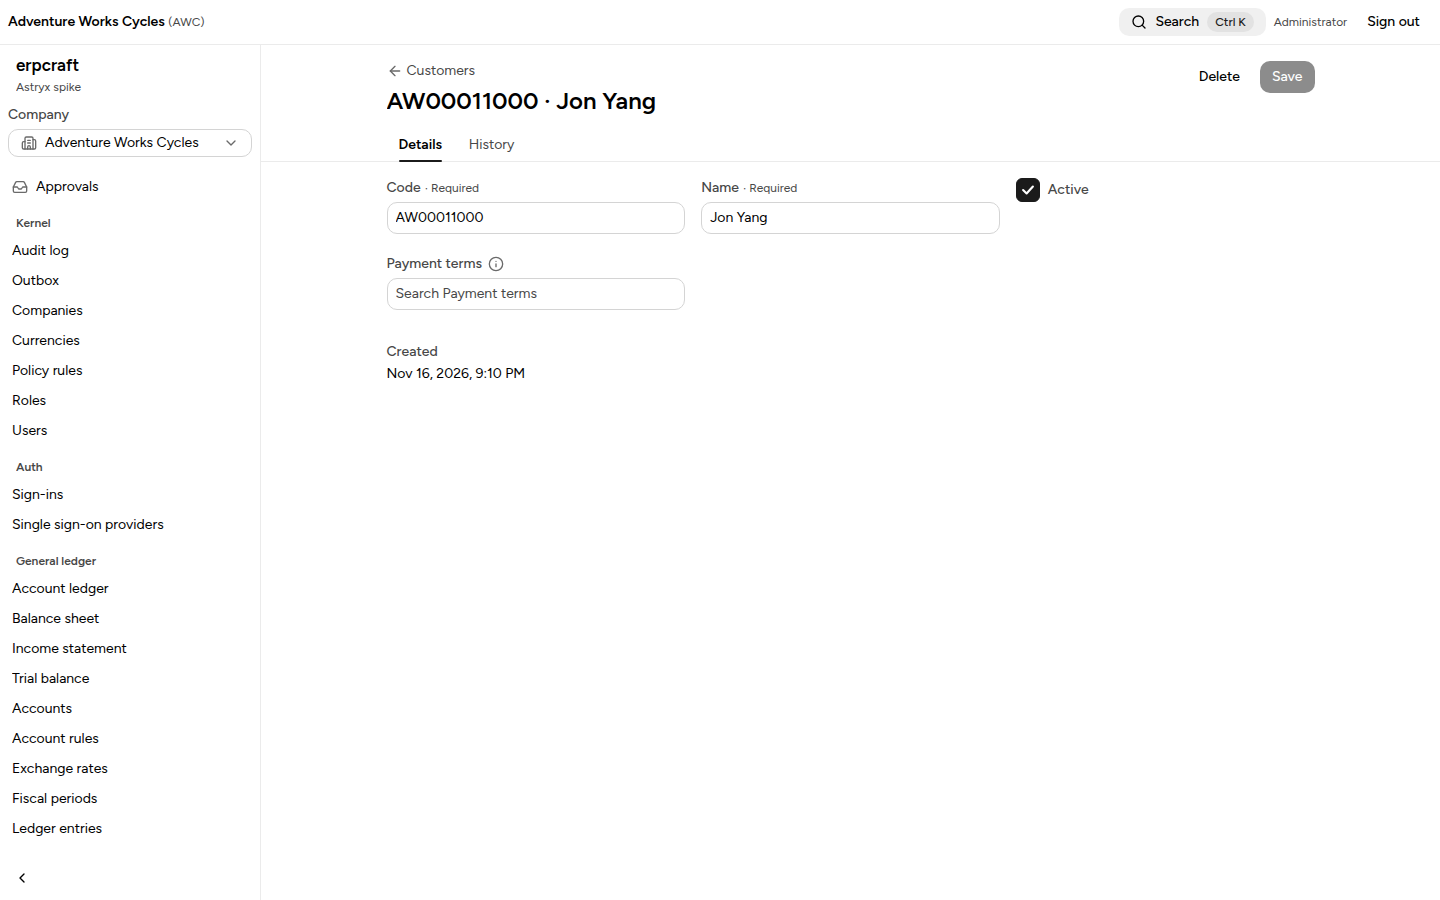 Adventure Works Cycles (AWC)
Search Ctrl K Administrator Sign out
erpcraft
Astryx spike
Company
Adventure Works Cycles
Approvals
Kernel
Audit log
Outbox
Companies
Currencies
Policy rules
Roles
Users
Auth
Sign-ins
Single sign-on providers
General ledger
Account ledger
Balance sheet
Income statement
Trial balance
Accounts
Account rules
Exchange rates
Fiscal periods
Ledger entries
Customers
AW00011000 · Jon Yang
Delete Save
Details History
Code · Required Name · Required Active
AW00011000 Jon Yang
Payment terms
Search Payment terms
Created
Nov 16, 2026, 9:10 PM